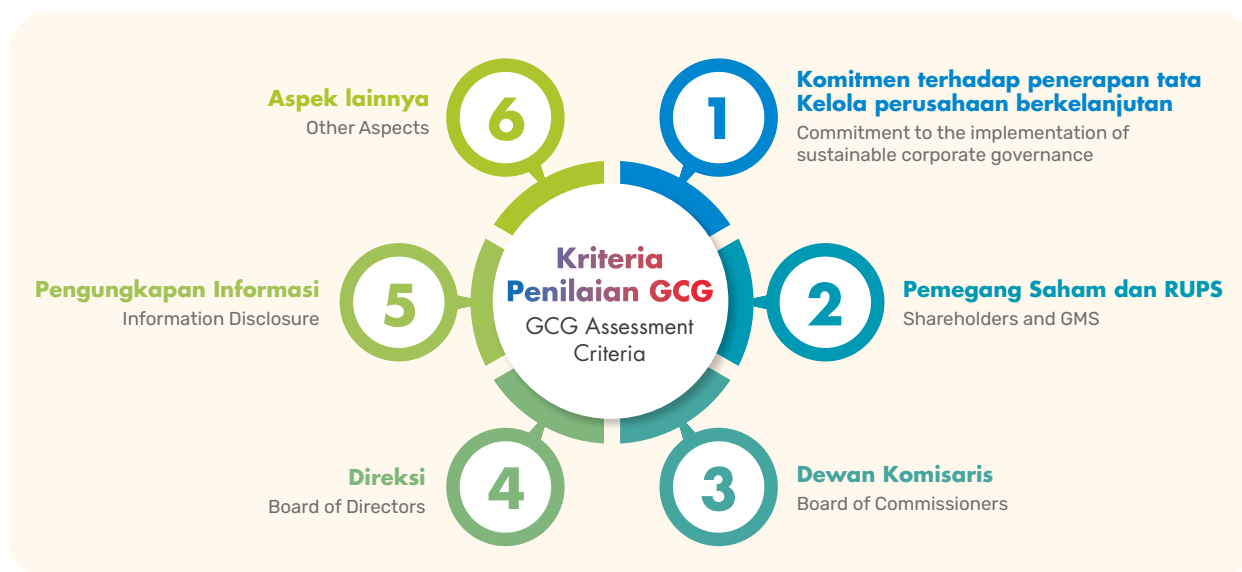 Kriteria
Penilaian GCG
GCG Assessment
Criteria
1
Komitmen terhadap penerapan tata
Kelola perusahaan berkelanjutan
Commitment to the implementation of
sustainable corporate governance
2
Pemegang Saham dan RUPS
Shareholders and GMS
3
Dewan Komisaris
Board of Commissioners
4
Direksi
Board of Directors
5
Pengungkapan Informasi
Information Disclosure
6
Aspek lainnya
Other Aspects